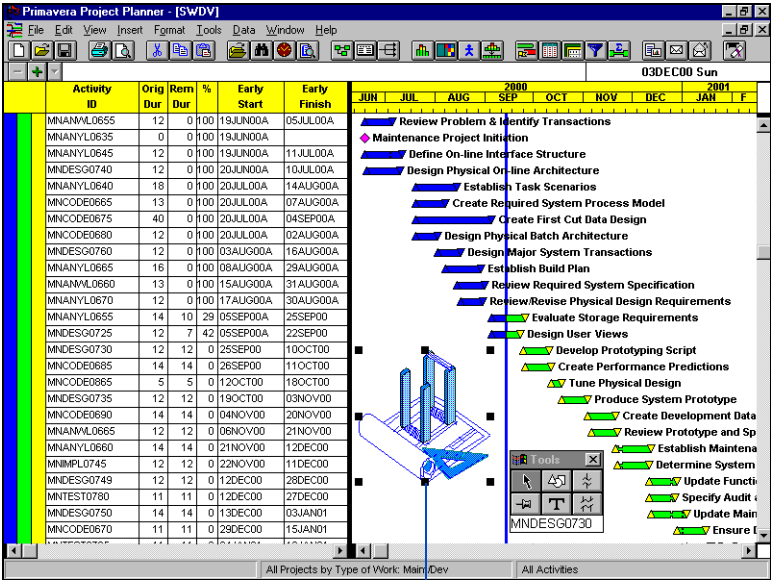 Primavera Project Planner - [SWDV]
File Edit View Insert Format Tools Data Window Help
03DEC00 Sun
Activity ID Orig Dur Rem Dur % Early Start Early Finish
2000 2001
JUN JUL AUG SEP OCT NOV DEC JAN F
MNANWL0655 12 0 100 19JUN00A 05JUL00A Review Problem & Identify Transactions
MNANYL0635 0 0 100 19JUN00A Maintenance Project Initiation
MNANYL0645 12 0 100 19JUN00A 11JUL00A Define On-line Interface Structure
MNDESG0740 12 0 100 20JUN00A 10JUL00A Design Physical On-line Architecture
MNANYL0640 18 0 100 20JUL00A 14AUG00A Establish Task Scenarios
MNCODE0665 13 0 100 20JUL00A 07AUG00A Create Required System Process Model
MNCODE0675 40 0 100 20JUL00A 04SEP00A Create First Cut Data Design
MNCODE0680 12 0 100 20JUL00A 02AUG00A Design Physical Batch Architecture
MNDESG0760 12 0 100 03AUG00A 16AUG00A Design Major System Transactions
MNANYL0665 16 0 100 08AUG00A 29AUG00A Establish Build Plan
MNANWL0660 13 0 100 15AUG00A 31AUG00A Review Required System Specification
MNANYL0670 12 0 100 17AUG00A 30AUG00A Review/Revise Physical Design Requirements
MNANYL0655 14 10 29 05SEP00A 25SEP00 Evaluate Storage Requirements
MNDESG0725 12 7 42 05SEP00A 22SEP00 Design User Views
MNDESG0730 12 12 0 25SEP00 10OCT00 Develop Prototyping Script
MNCODE0685 14 14 0 26SEP00 11OCT00 Create Performance Predictions
MNCODE0865 5 5 0 12OCT00 18OCT00 Tune Physical Design
MNDESG0735 12 12 0 19OCT00 03NOV00 Produce System Prototype
MNCODE0690 14 14 0 04NOV00 20NOV00 Create Development Data
MNANWL0665 12 12 0 06NOV00 21NOV00 Review Prototype and Sp
MNANYL0660 14 14 0 21NOV00 12DEC00 Establish Maintena
MNIMPL0745 12 12 0 22NOV00 11DEC00 Determine System
MNDESG0749 12 12 0 12DEC00 28DEC00 Update Functi
MNTEST0780 11 11 0 12DEC00 27DEC00 Specify Audit
MNDESG0750 14 14 0 13DEC00 03JAN01 Update Main
MNCODE0670 11 11 0 29DEC00 15JAN01 Ensure
Tools
T
MNDESG0730
All Projects by Type of Work: Maint/Dev All Activities